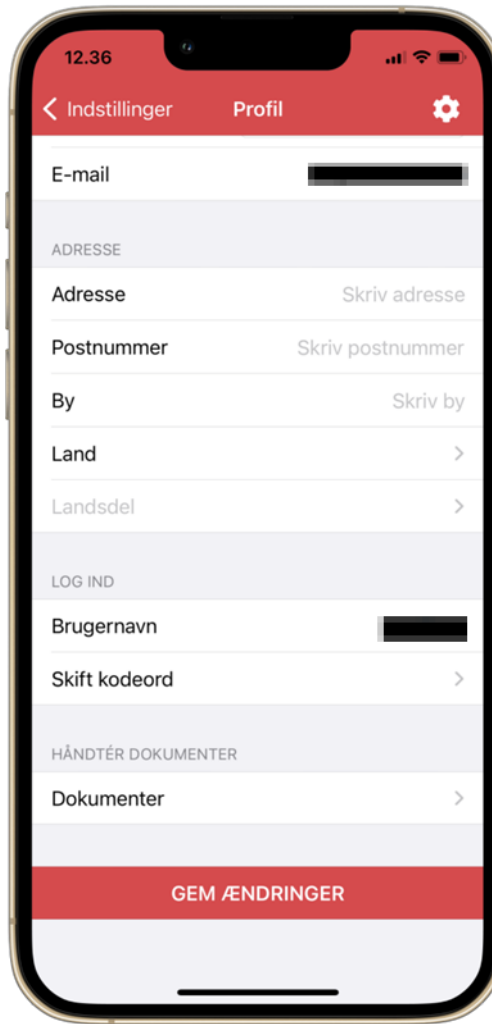 12.36
Indstillinger Profil
E-mail
ADRESSE
Adresse Skriv adresse
Postnummer Skriv postnummer
By Skriv by
Land
Landsdel
LOG IND
Brugernavn
Skift kodeord
HÅNDTÉR DOKUMENTER
Dokumenter
GEM ÆNDRINGER